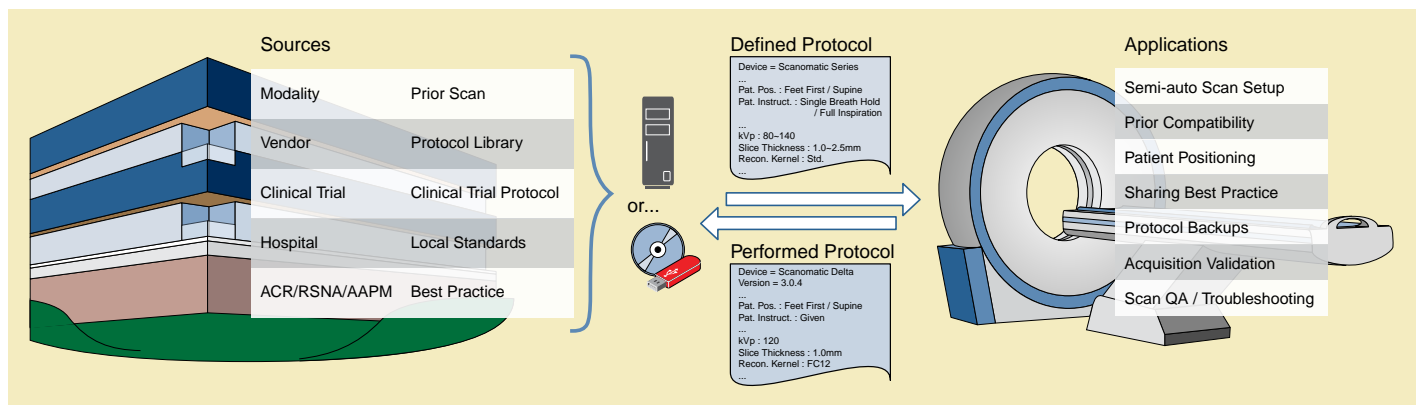 Sources
Modality Prior Scan
Vendor Protocol Library
Clinical Trial Clinical Trial Protocol
Hospital Local Standards
ACR/RSNA/AAPM Best Practice
or...
Defined Protocol
Device = Scanomatic Series
...
Pat. Pos. : Feet First / Supine
Pat. Instruct. : Single Breath Hold
/ Full Inspiration
...
kVp : 80~140
Slice Thickness : 1.0~2.5mm
Recon. Kernel : Std.
...
Performed Protocol
Device = Scanomatic Delta
Version = 3.0.4
...
Pat. Pos. : Feet First / Supine
Pat. Instruct. : Given
...
kVp : 120
Slice Thickness : 1.0mm
Recon. Kernel : FC12
...
Applications
Semi-auto Scan Setup
Prior Compatibility
Patient Positioning
Sharing Best Practice
Protocol Backups
Acquisition Validation
Scan QA / Troubleshooting